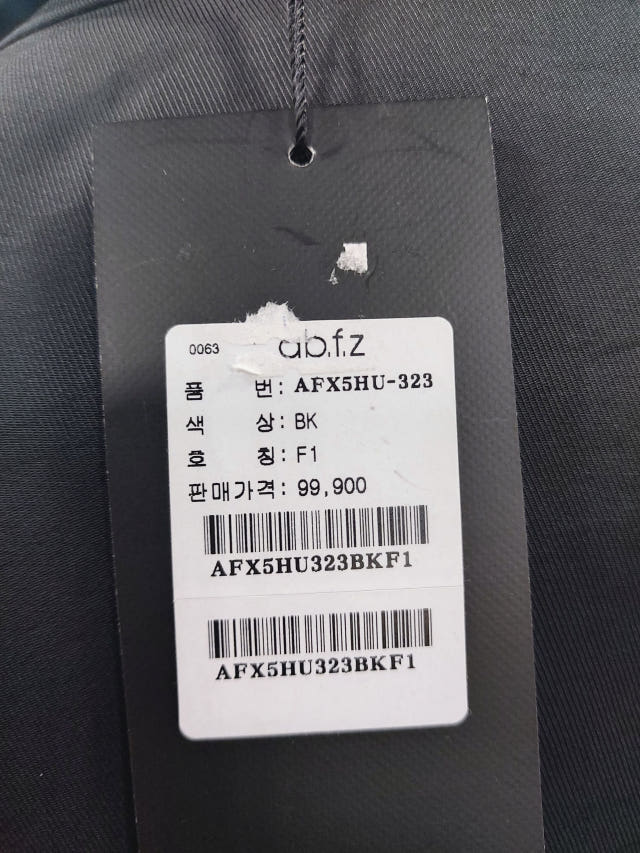 0063 ab.f.z
품 번: AFX5HU-323
색 상: BK
호 칭: F1
판매가격: 99,900
AFX5HU323BKF1
AFX5HU323BKF1